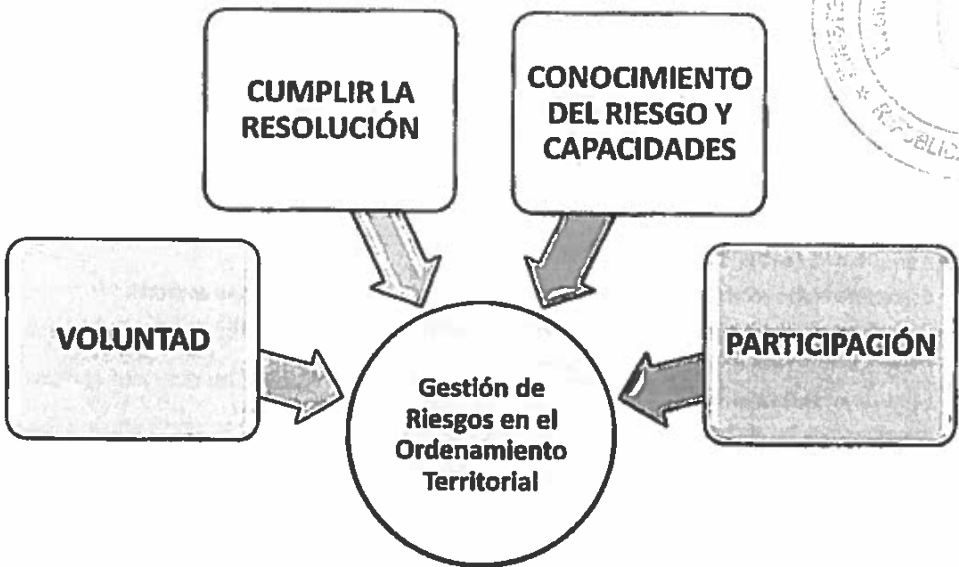 CUMPLIR LA
RESOLUCIÓN
CONOCIMIENTO
DEL RIESGO Y
CAPACIDADES
VOLUNTAD
PARTICIPACIÓN
Gestión de
Riesgos en el
Ordenamiento
Territorial